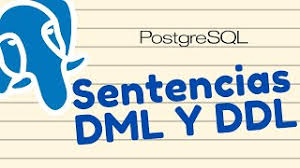 PostgreSQL
Sentencias
DML Y DDL